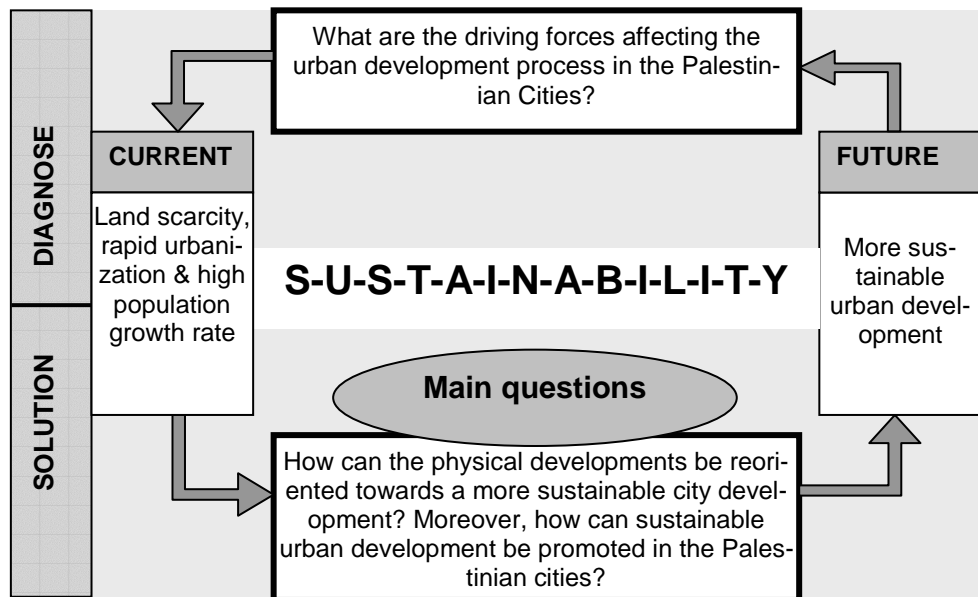 DIAGNOSE
SOLUTION
What are the driving forces affecting the
urban development process in the Palestin-
ian Cities?
CURRENT
Land scarcity,
rapid urbani-
zation & high
population
growth rate
S-U-S-T-A-I-N-A-B-I-L-I-T-Y
FUTURE
More sus-
tainable
urban devel-
opment
Main questions
How can the physical developments be reori-
ented towards a more sustainable city devel-
opment? Moreover, how can sustainable
urban development be promoted in the Pales-
tinian cities?